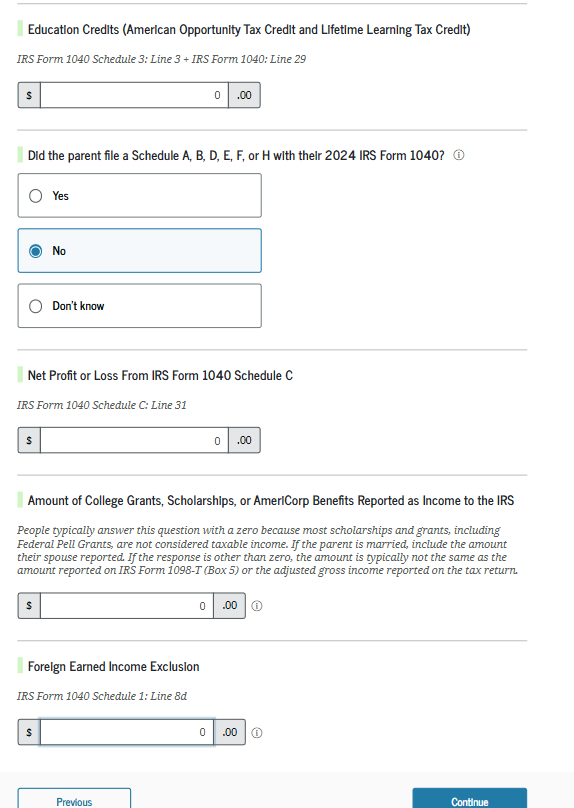 Education Credits (American Opportunity Tax Credit and Lifetime Learning Tax Credit)
IRS Form 1040 Schedule 3: Line 3 + IRS Form 1040: Line 29
$ 0 .00
Did the parent file a Schedule A, B, D, E, F, or H with their 2024 IRS Form 1040?
Yes
No
Don't know
Net Profit or Loss From IRS Form 1040 Schedule C
IRS Form 1040 Schedule C: Line 31
$ 0 .00
Amount of College Grants, Scholarships, or AmeriCorp Benefits Reported as Income to the IRS
People typically answer this question with a zero because most scholarships and grants, including
Federal Pell Grants, are not considered taxable income. If the parent is married, include the amount
their spouse reported. If the response is other than zero, the amount is typically not the same as the
amount reported on IRS Form 1098-T (Box 5) or the adjusted gross income reported on the tax return.
$ 0 .00
Foreign Earned Income Exclusion
IRS Form 1040 Schedule 1: Line 8d
$ 0 .00
Previous Continue